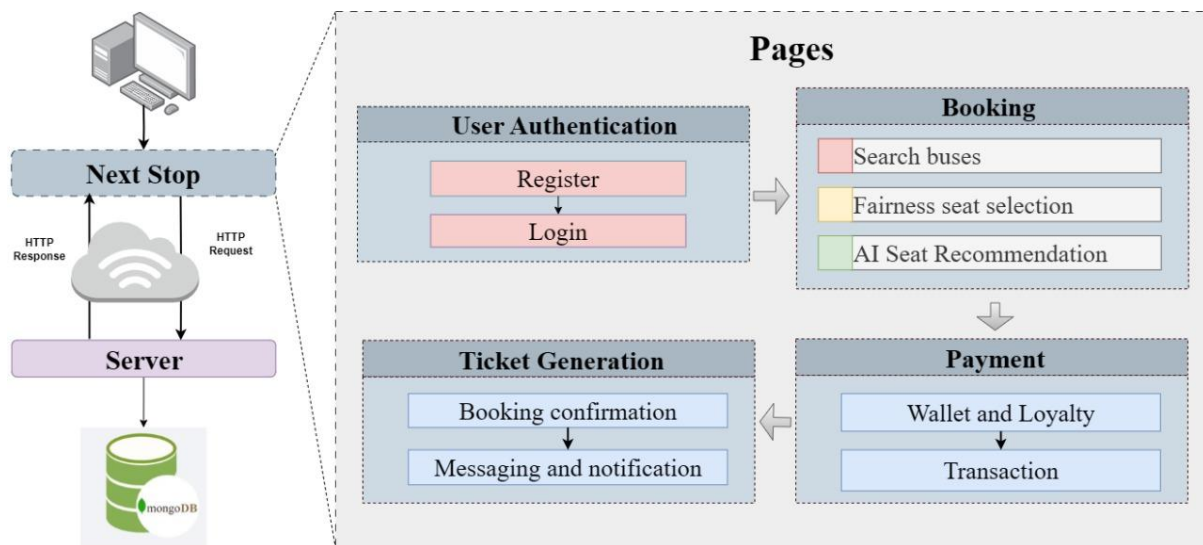 Next Stop
HTTP
Response
HTTP
Request
Server
mongoDB
Pages
User Authentication
Register
Login
Booking
Search buses
Fairness seat selection
AI Seat Recommendation
Ticket Generation
Booking confirmation
Messaging and notification
Payment
Wallet and Loyalty
Transaction